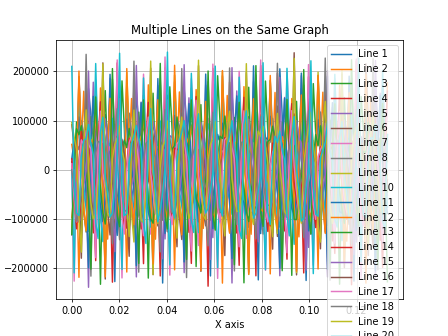 Multiple Lines on the Same Graph
200000
100000
0
−100000
−200000
0.00
0.02
0.04
0.06
0.08
0.10
X axis
Line 1
Line 2
Line 3
Line 4
Line 5
Line 6
Line 7
Line 8
Line 9
Line 10
Line 11
Line 12
Line 13
Line 14
Line 15
Line 16
Line 17
Line 18
Line 19
Line 20